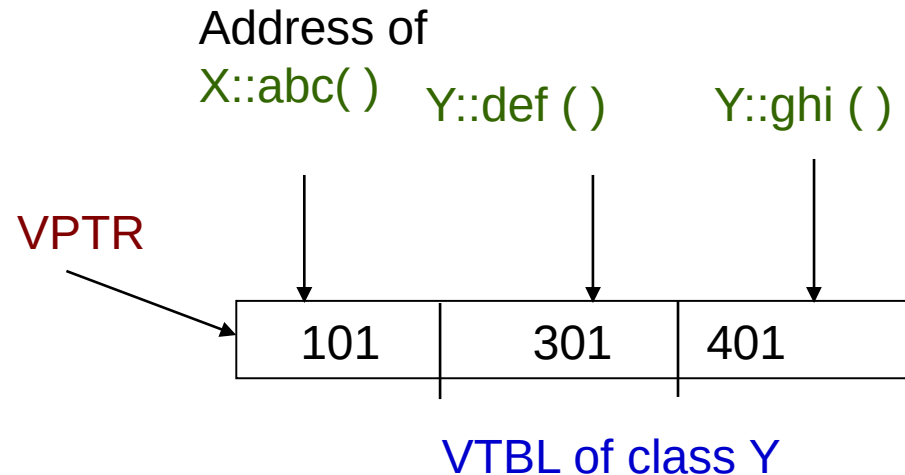 Address of
X::abc( )
Y::def ( )
Y::ghi ( )
VPTR
101
301
401
VTBL of class Y